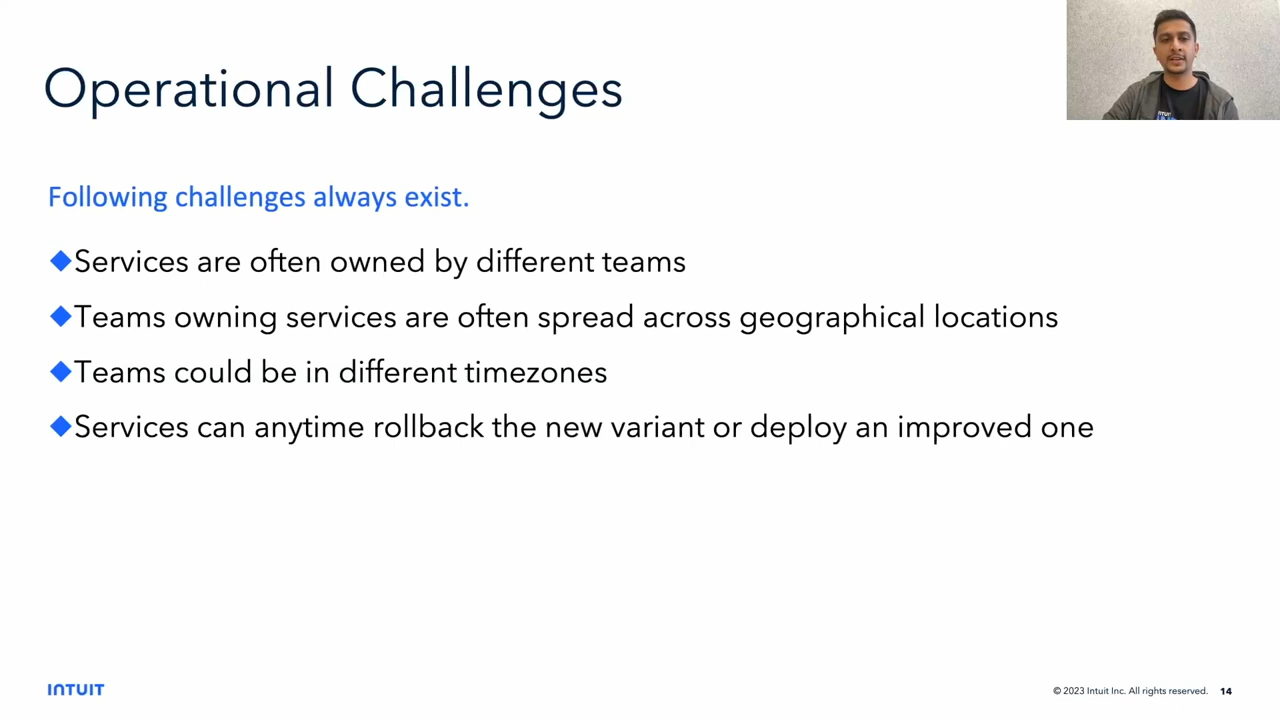 Operational Challenges
Following challenges always exist.
Services are often owned by different teams
Teams owning services are often spread across geographical locations
Teams could be in different timezones
Services can anytime rollback the new variant or deploy an improved one
INTUIT
© 2023 Intuit Inc. All rights reserved. 14
INTUIT